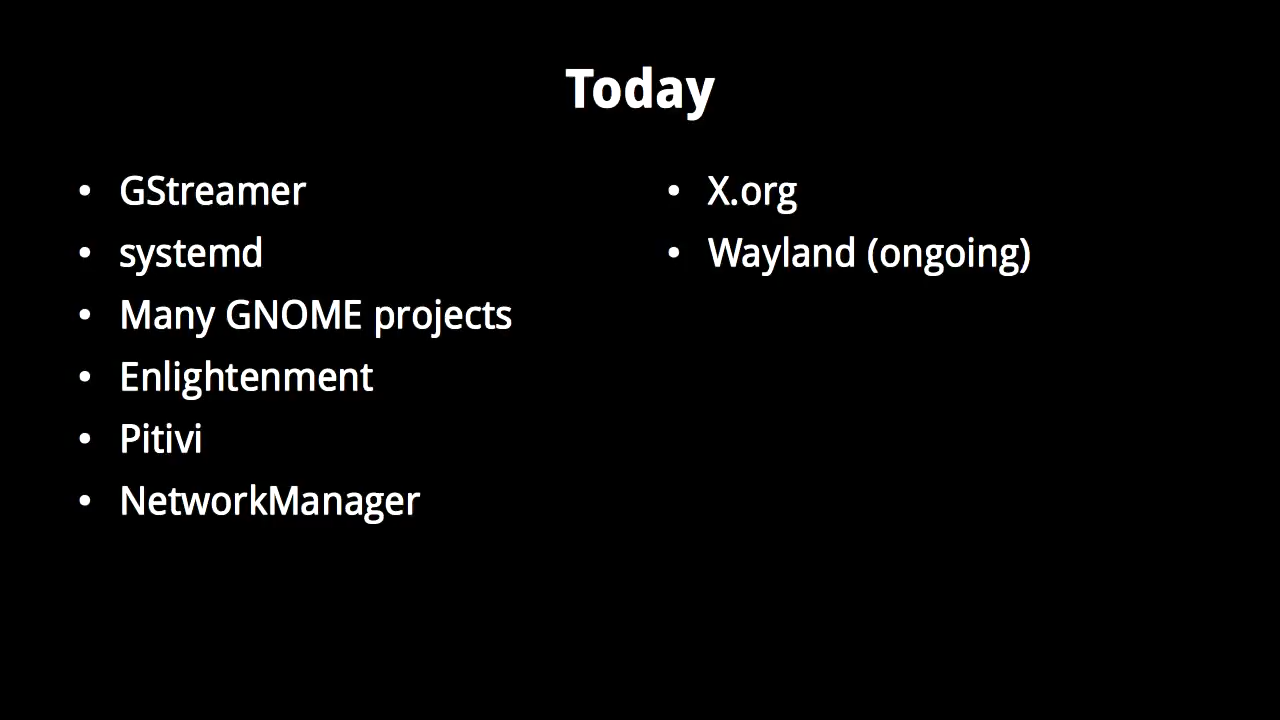 Today
• GStreamer
• systemd
• Many GNOME projects
• Enlightenment
• Pitivi
• NetworkManager
• X.org
• Wayland (ongoing)